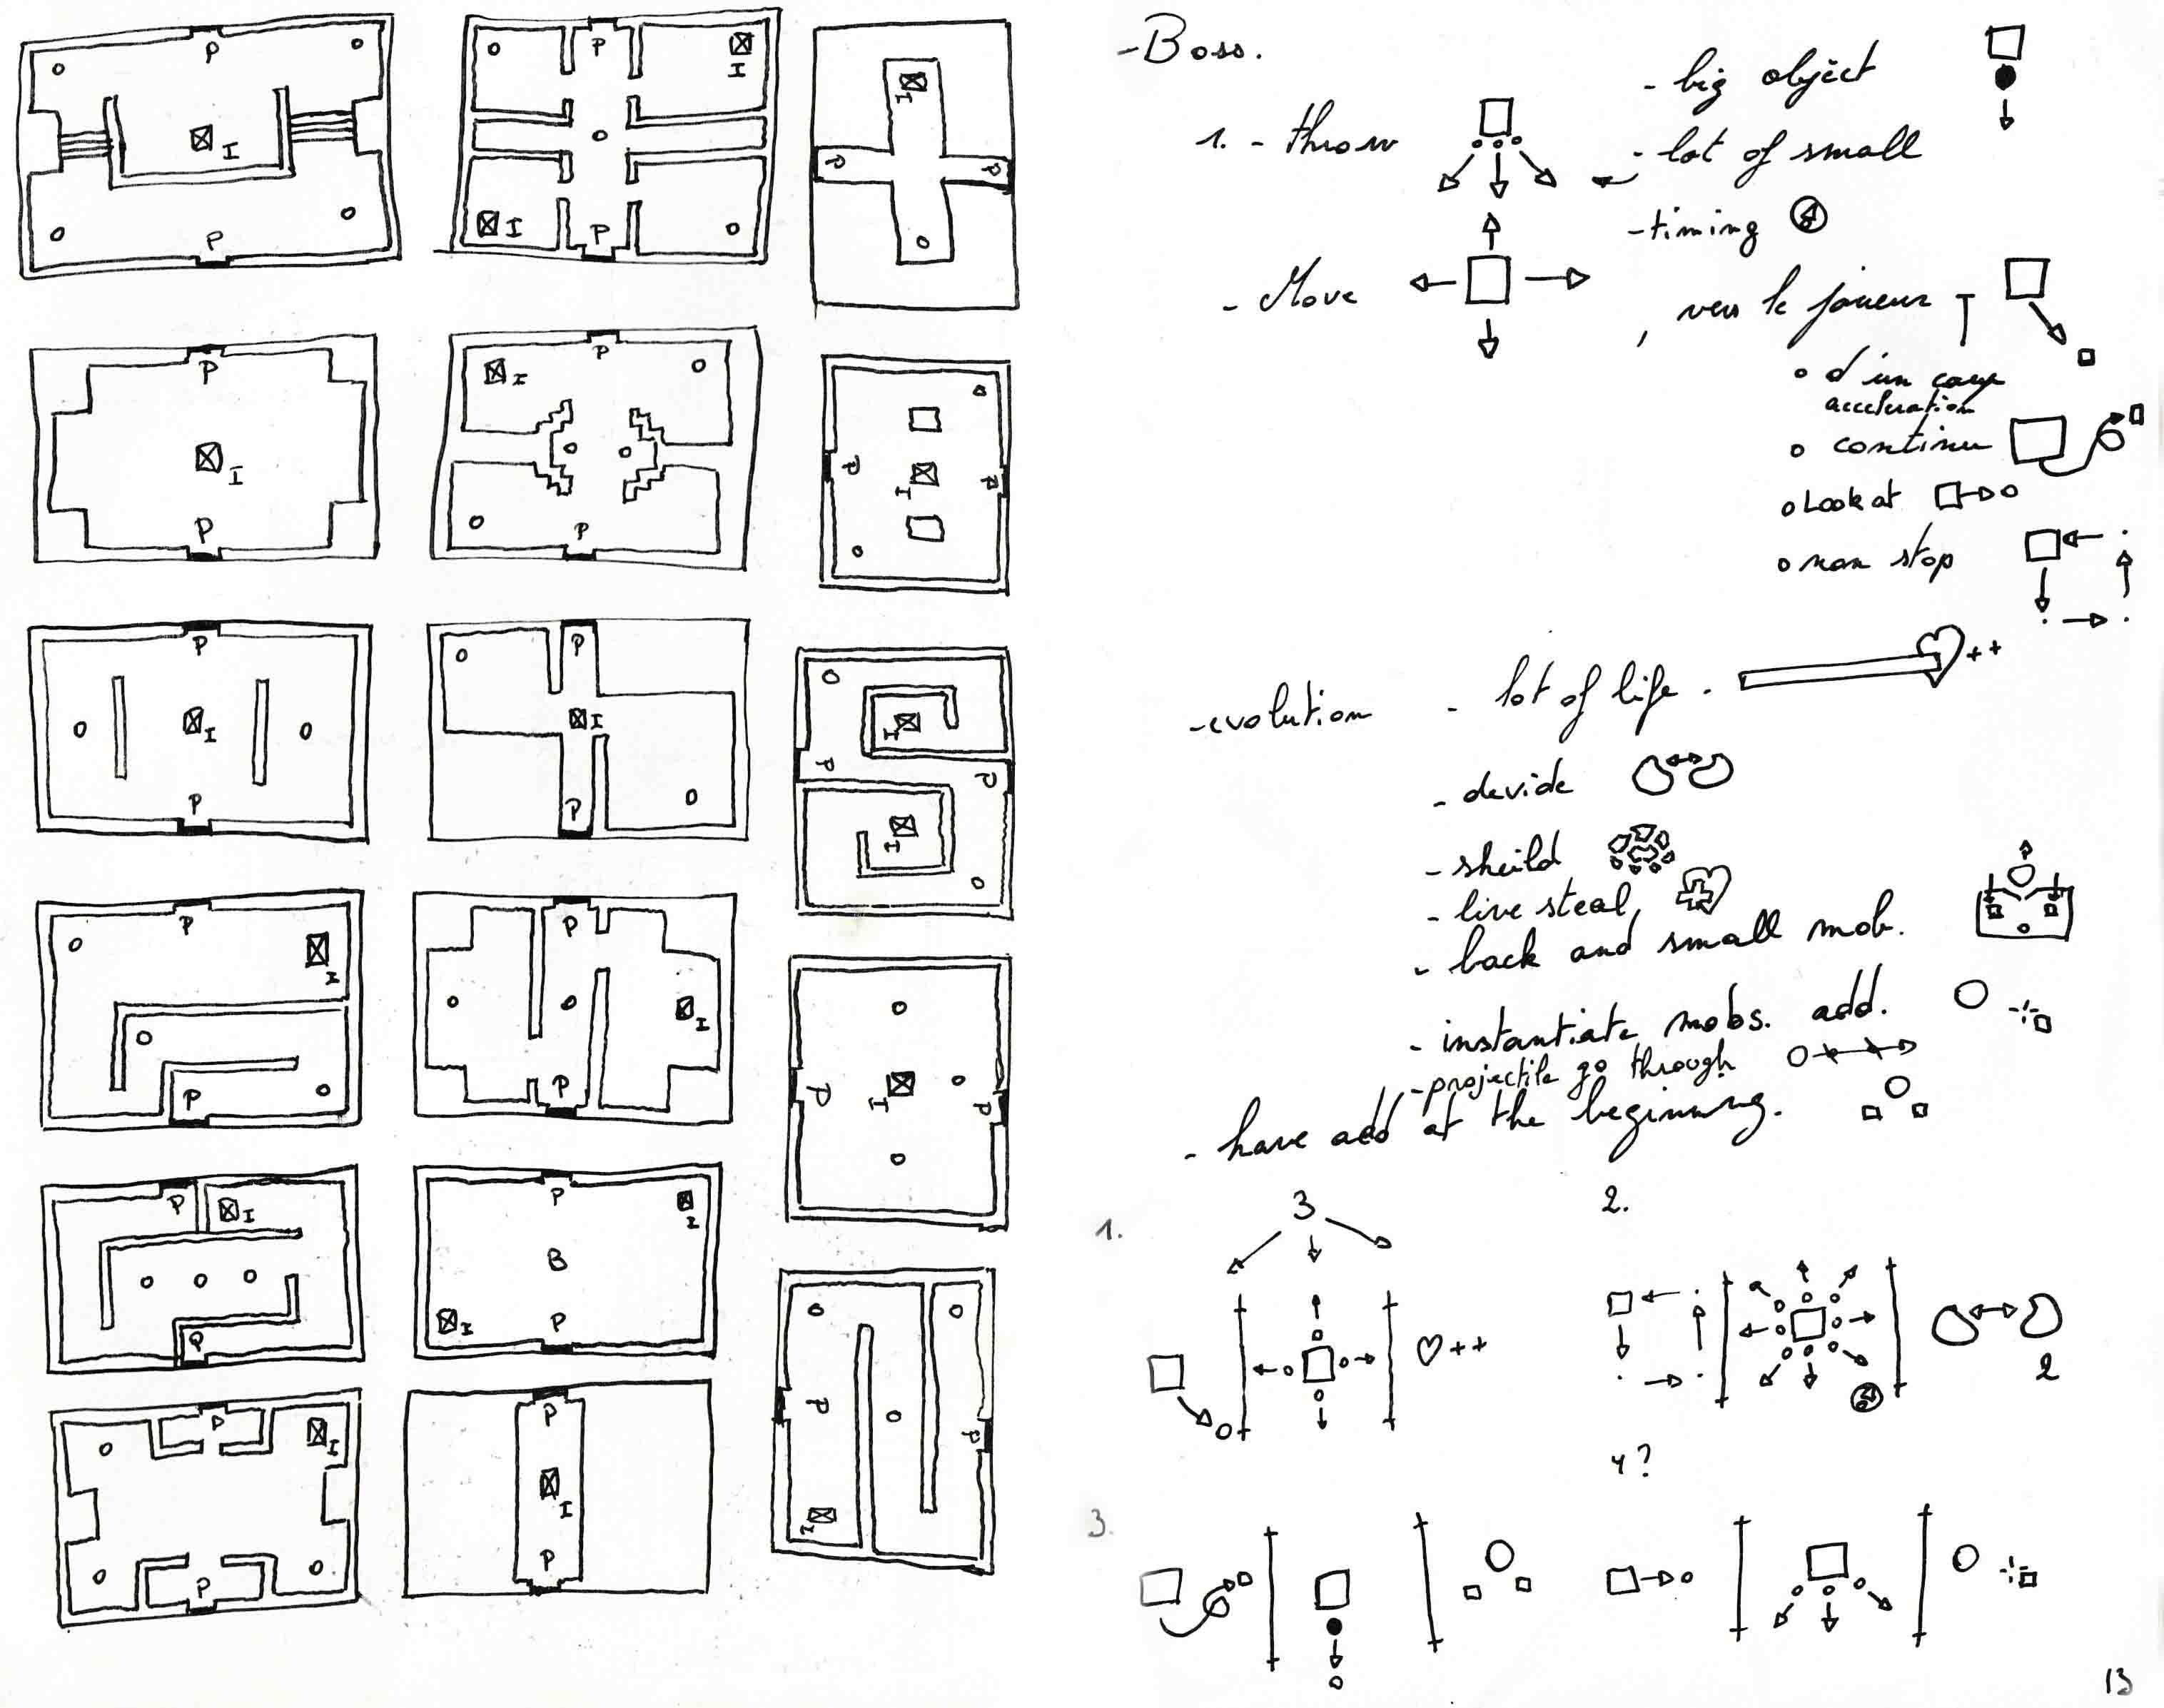 P
I
P
P
I
I
P
I
P
P
P
I
P
P
I
P
P
I
P
P
I
P
P
I
P
I
P
I
P
P
I
P
P
I
P
P
I
P
P
I
P
P
I
P
P
I
P
I
B
I
P
P
I
P
P
I
P
P
P
I
- Boss.
1. - throw
- big object
- lot of small
- timing
- Move
, vers le joueur
o d'un coup
acceleration
o continu
o Look at
o non stop
- evolution
- lot of life. ++
- devide
- sheild
- live steal
- back and small mob.
- instantiate mobs. add.
- projectile go through
- have add at the beginning.
3
1.
++
2.
2
3.
4?
13